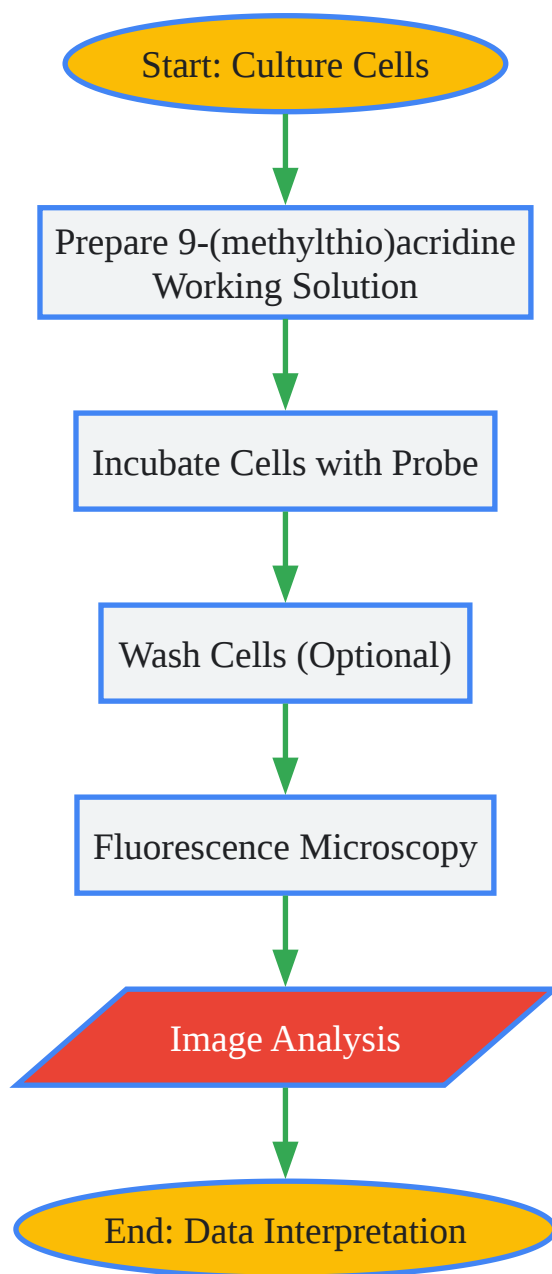 Start: Culture Cells
Prepare 9-(methylthio)acridine
Working Solution
Incubate Cells with Probe
Wash Cells (Optional)
Fluorescence Microscopy
Image Analysis
End: Data Interpretation